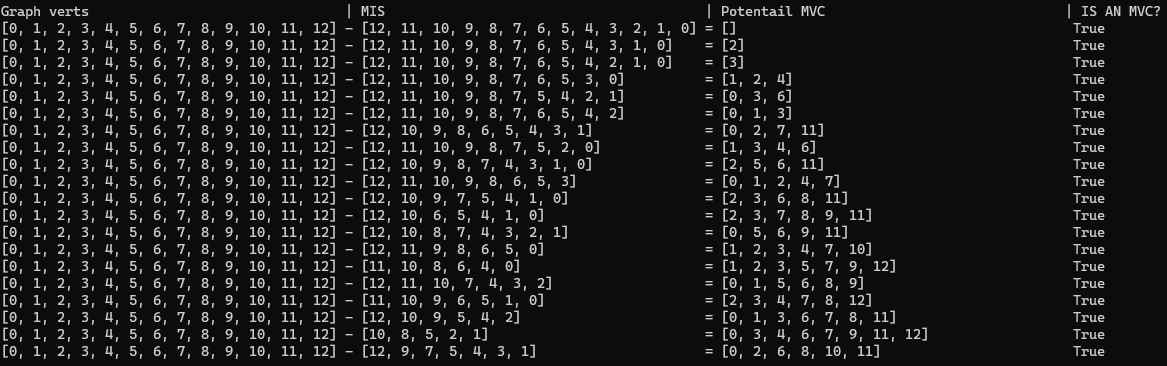 Graph verts | MIS | Potentail MVC | IS AN MVC?
[0, 1, 9, 3, 4, 5, 6, 7, 8, 9, 10, 11, 12] - [12, 11, 10, 9, 8, 7, 6, 5, 4, 3, 2, 1, 0] = [] True
[0, 1, 2, 3, 4, 5, 6, 7, 8, 9, 10, 11, 12] - [12, 11, 10, 9, 8, 7, 6, 5, 4, 3, 1, 0] = [2] True
[0, 1, 2, 3, 4, 5, 6, 7, 8, 9, 10, 11, 12] - [12, 11, 10, 9, 8, 7, 6, 5, 4, 2, 1, 0] = [3] True
[0, 1, 2, 3, 4, 5, 6, 7, 8, 9, 10, 11, 12] - [12, 11, 10, 9, 8, 7, 6, 5, 3, 0] = [1, 2, 4] True
[0, 1, 2, 3, 4, 5, 6, 7, 8, 9, 10, 11, 12] - [12, 11, 10, 9, 8, 7, 5, 4, 2, 1] = [0, 3, 6] True
[0, 1, 2, 3, 4, 5, 6, 7, 8, 9, 10, 11, 12] - [12, 11, 10, 9, 8, 7, 6, 5, 4, 2] = [0, 1, 3] True
[0, 1, 2, 3, 4, 5, 6, 7, 8, 9, 10, 11, 12] - [12, 10, 9, 8, 6, 5, 4, 3, 1] = [0, 2, 7, 11] True
[0, 1, 2, 3, 4, 5, 6, 7, 8, 9, 10, 11, 12] - [12, 11, 10, 9, 8, 7, 5, 2, 0] = [1, 3, 4, 6] True
[0, 1, 2, 3, 4, 5, 6, 7, 8, 9, 10, 11, 12] - [12, 10, 9, 8, 7, 4, 3, 1, 0] = [2, 5, 6, 11] True
[0, 1, 2, 3, 4, 5, 6, 7, 8, 9, 10, 11, 12] - [12, 11, 10, 9, 8, 6, 5, 3] = [0, 1, 2, 4, 7] True
[0, 1, 2, 3, 4, 5, 6, 7, 8, 9, 10, 11, 12] - [12, 10, 9, 7, 5, 4, 1, 0] = [2, 3, 6, 8, 11] True
[0, 1, 2, 3, 4, 5, 6, 7, 8, 9, 10, 11, 12] - [12, 10, 6, 5, 4, 1, 0] = [2, 3, 7, 8, 9, 11] True
[0, 1, 2, 3, 4, 5, 6, 7, 8, 9, 10, 11, 12] - [12, 10, 8, 7, 4, 3, 2, 1] = [0, 5, 6, 9, 11] True
[0, 1, 2, 3, 4, 5, 6, 7, 8, 9, 10, 11, 12] - [12, 11, 9, 8, 6, 5, 0] = [1, 2, 3, 4, 7, 10] True
[0, 1, 2, 3, 4, 5, 6, 7, 8, 9, 10, 11, 12] - [11, 10, 8, 6, 4, 0] = [1, 2, 3, 5, 7, 9, 12] True
[0, 1, 2, 3, 4, 5, 6, 7, 8, 9, 10, 11, 12] - [12, 11, 10, 7, 4, 3, 2] = [0, 1, 5, 6, 8, 9] True
[0, 1, 2, 3, 4, 5, 6, 7, 8, 9, 10, 11, 12] - [11, 10, 9, 6, 5, 1, 0] = [2, 3, 4, 7, 8, 12] True
[0, 1, 2, 3, 4, 5, 6, 7, 8, 9, 10, 11, 12] - [12, 10, 9, 5, 4, 2] = [0, 1, 3, 6, 7, 8, 11] True
[0, 1, 2, 3, 4, 5, 6, 7, 8, 9, 10, 11, 12] - [10, 8, 5, 2, 1] = [0, 3, 4, 6, 7, 9, 11, 12] True
[0, 1, 2, 3, 4, 5, 6, 7, 8, 9, 10, 11, 12] - [12, 9, 7, 5, 4, 3, 1] = [0, 2, 6, 8, 10, 11] True